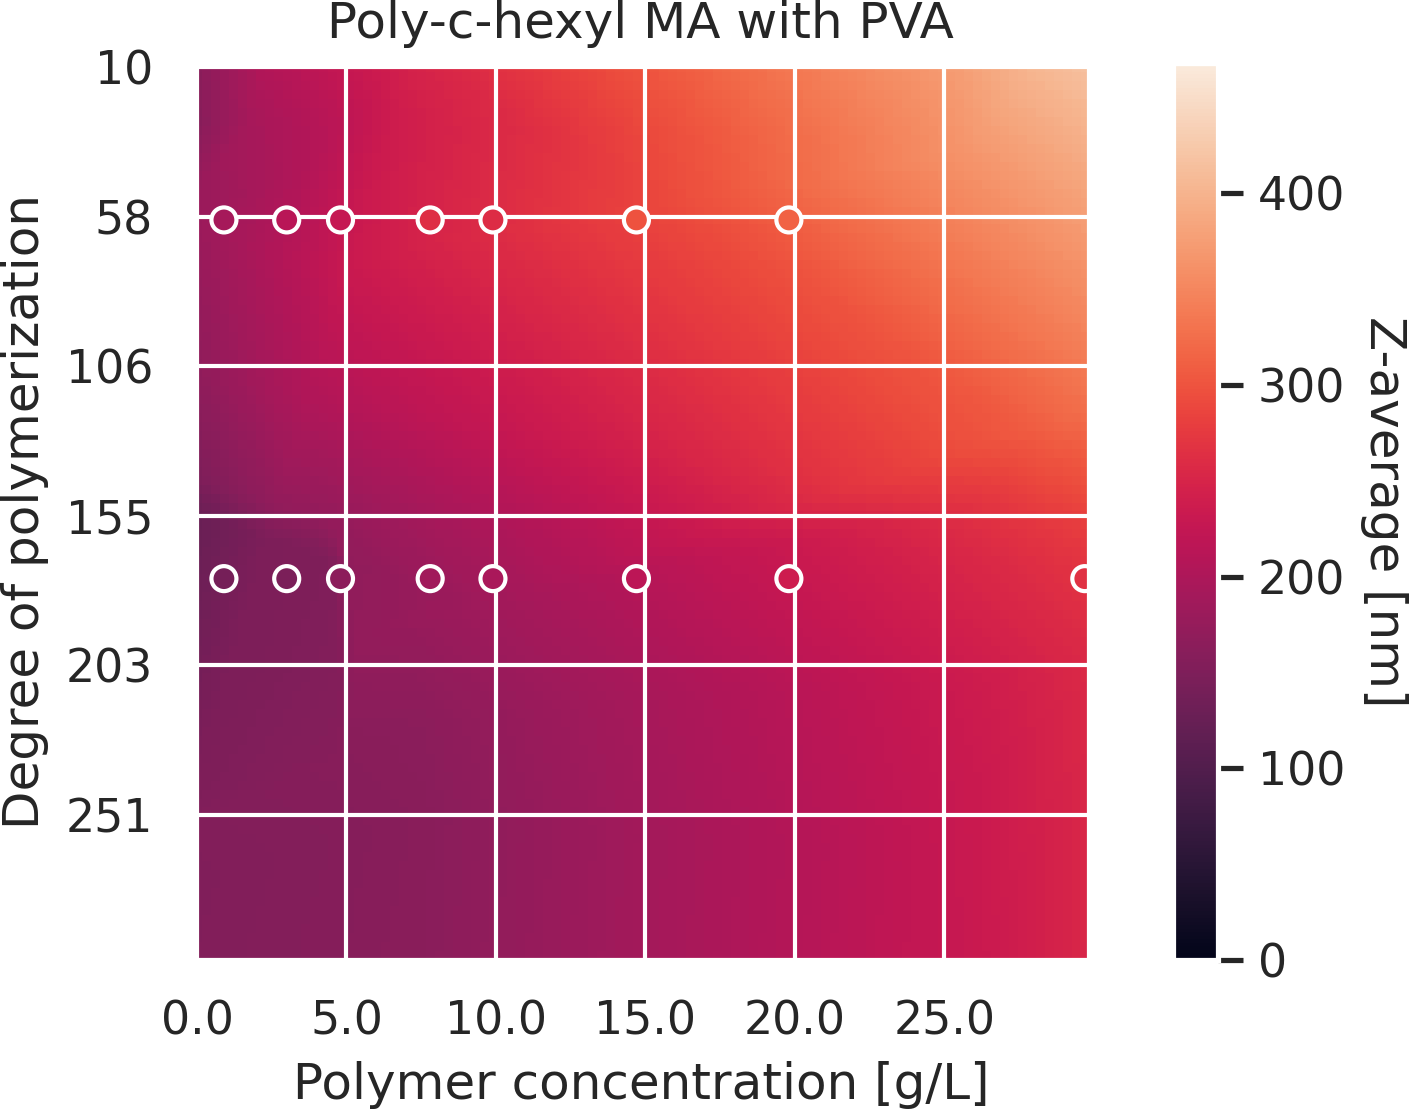 Poly-c-hexyl MA with PVA
10
58
106
155
203
251
Degree of polymerization
0.0 5.0 10.0 15.0 20.0 25.0
Polymer concentration [g/L]
400
300
200
100
0
Z-average [nm]